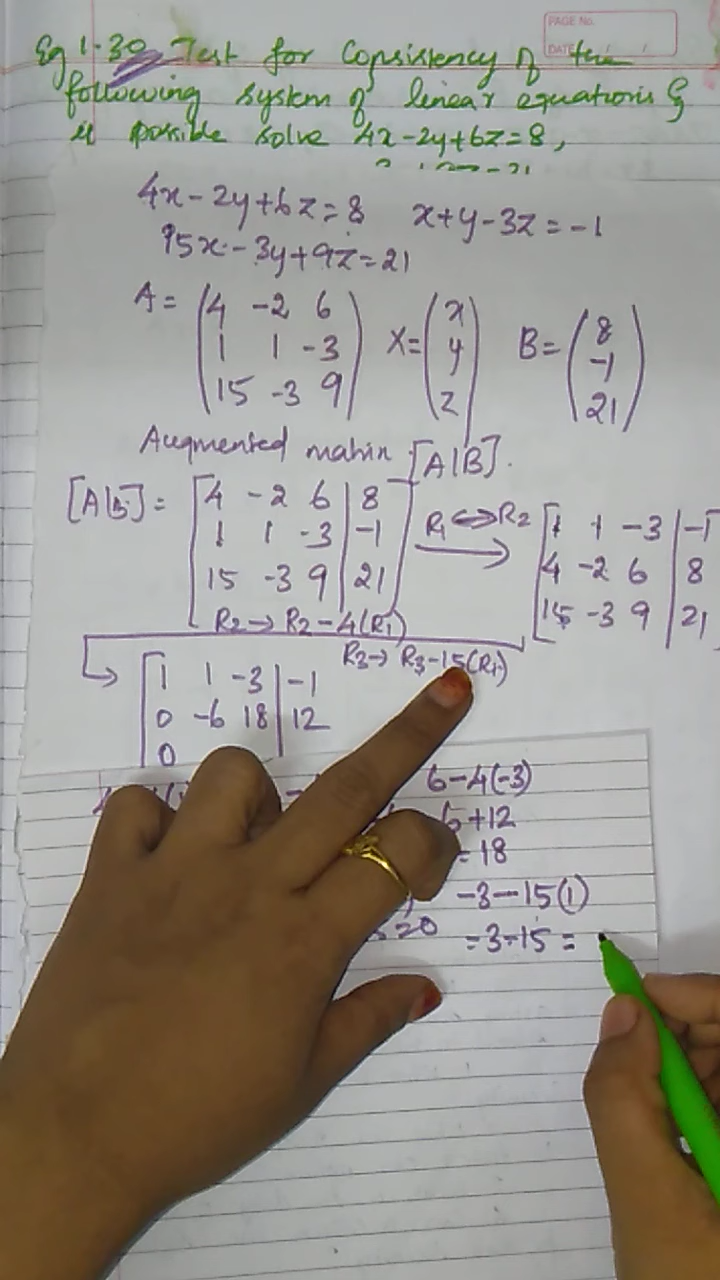 PAGE No.
DATE / /
Eg 1.30 Test for Consistency of the
following system of linear equations &
if possible solve 4x-2y+6z=8,
4x-2y+6z=8 x+y-3z=-1
15x-3y+9z=21
A= (4 -2 6 X= (x B= (8
1 1 -3 y -1
15 -3 9) z) 21)
Augmented matrix [A|B].
[A|B]= [4 -2 6 | 8 R1↔R2 [1 1 -3 | -1
1 1 -3 | -1 → 4 -2 6 | 8
15 -3 9 | 21] 15 -3 9 | 21
R2→R2-4(R1)
R3→R3-15(R1)
→ [1 1 -3 | -1
0 -6 18 | 12
0
6-4(-3)
6+12
=18
-3-15(1)
=0 =3-15=